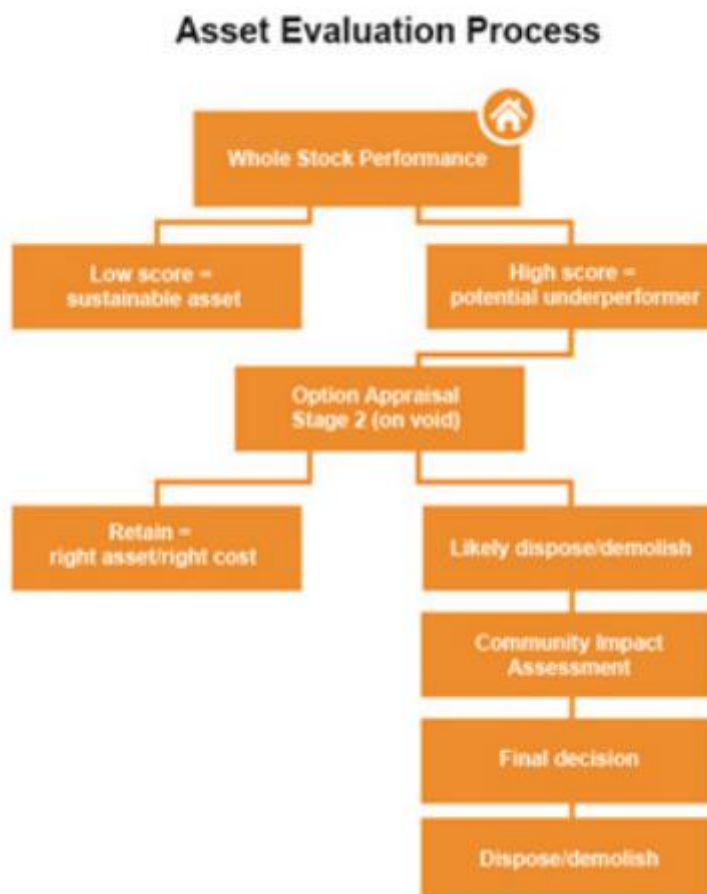 Asset Evaluation Process
Whole Stock Performance
Low score =
sustainable asset
High score =
potential underperformer
Option Appraisal
Stage 2 (on void)
Retain =
right asset/right cost
Likely dispose/demolish
Community Impact
Assessment
Final decision
Dispose/demolish